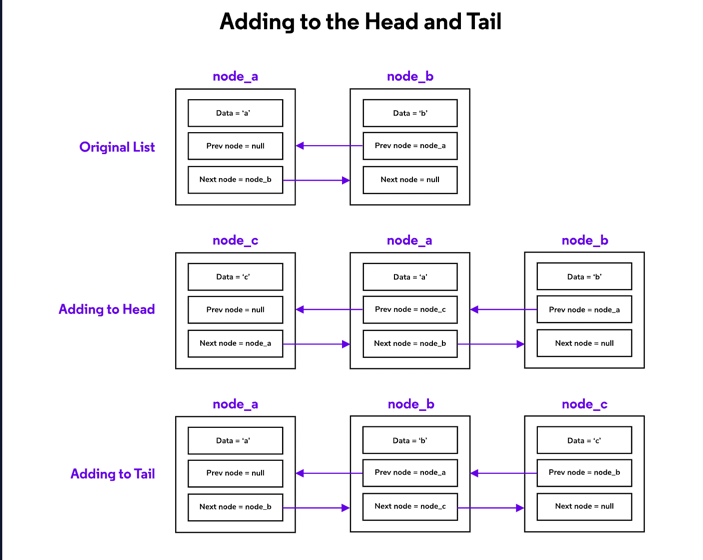 Adding to the Head and Tail
node_a
node_b
Original List
Data = ‘a’
Prev node = null
Next node = node_b
Data = ‘b’
Prev node = node_a
Next node = null
node_c
node_a
node_b
Adding to Head
Data = ‘c’
Prev node = null
Next node = node_a
Data = ‘a’
Prev node = node_c
Next node = node_b
Data = ‘b’
Prev node = node_a
Next node = null
node_a
node_b
node_c
Adding to Tail
Data = ‘a’
Prev node = null
Next node = node_b
Data = ‘b’
Prev node = node_a
Next node = node_c
Data = ‘c’
Prev node = node_b
Next node = null